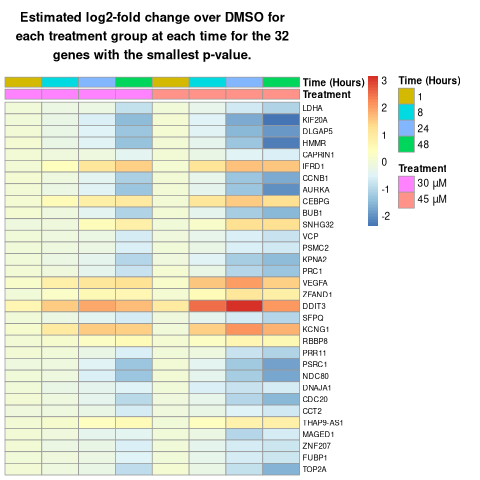 Estimated log2-fold change over DMSO for
each treatment group at each time for the 32
genes with the smallest p-value.
Time (Hours)
Treatment
LDHA
KIF20A
DLGAP5
HMMR
CAPRIN1
IFRD1
CCNB1
AURKA
CEBPG
BUB1
SNHG32
VCP
PSMC2
KPNA2
PRC1
VEGFA
ZFAND1
DDIT3
SFPQ
KCNG1
RBBP8
PRR11
PSRC1
NDC80
DNAJA1
CDC20
CCT2
THAP9-AS1
MAGED1
ZNF207
FUBP1
TOP2A
3
2
1
0
-1
-2
Time (Hours)
1
8
24
48
Treatment
30 µM
45 µM